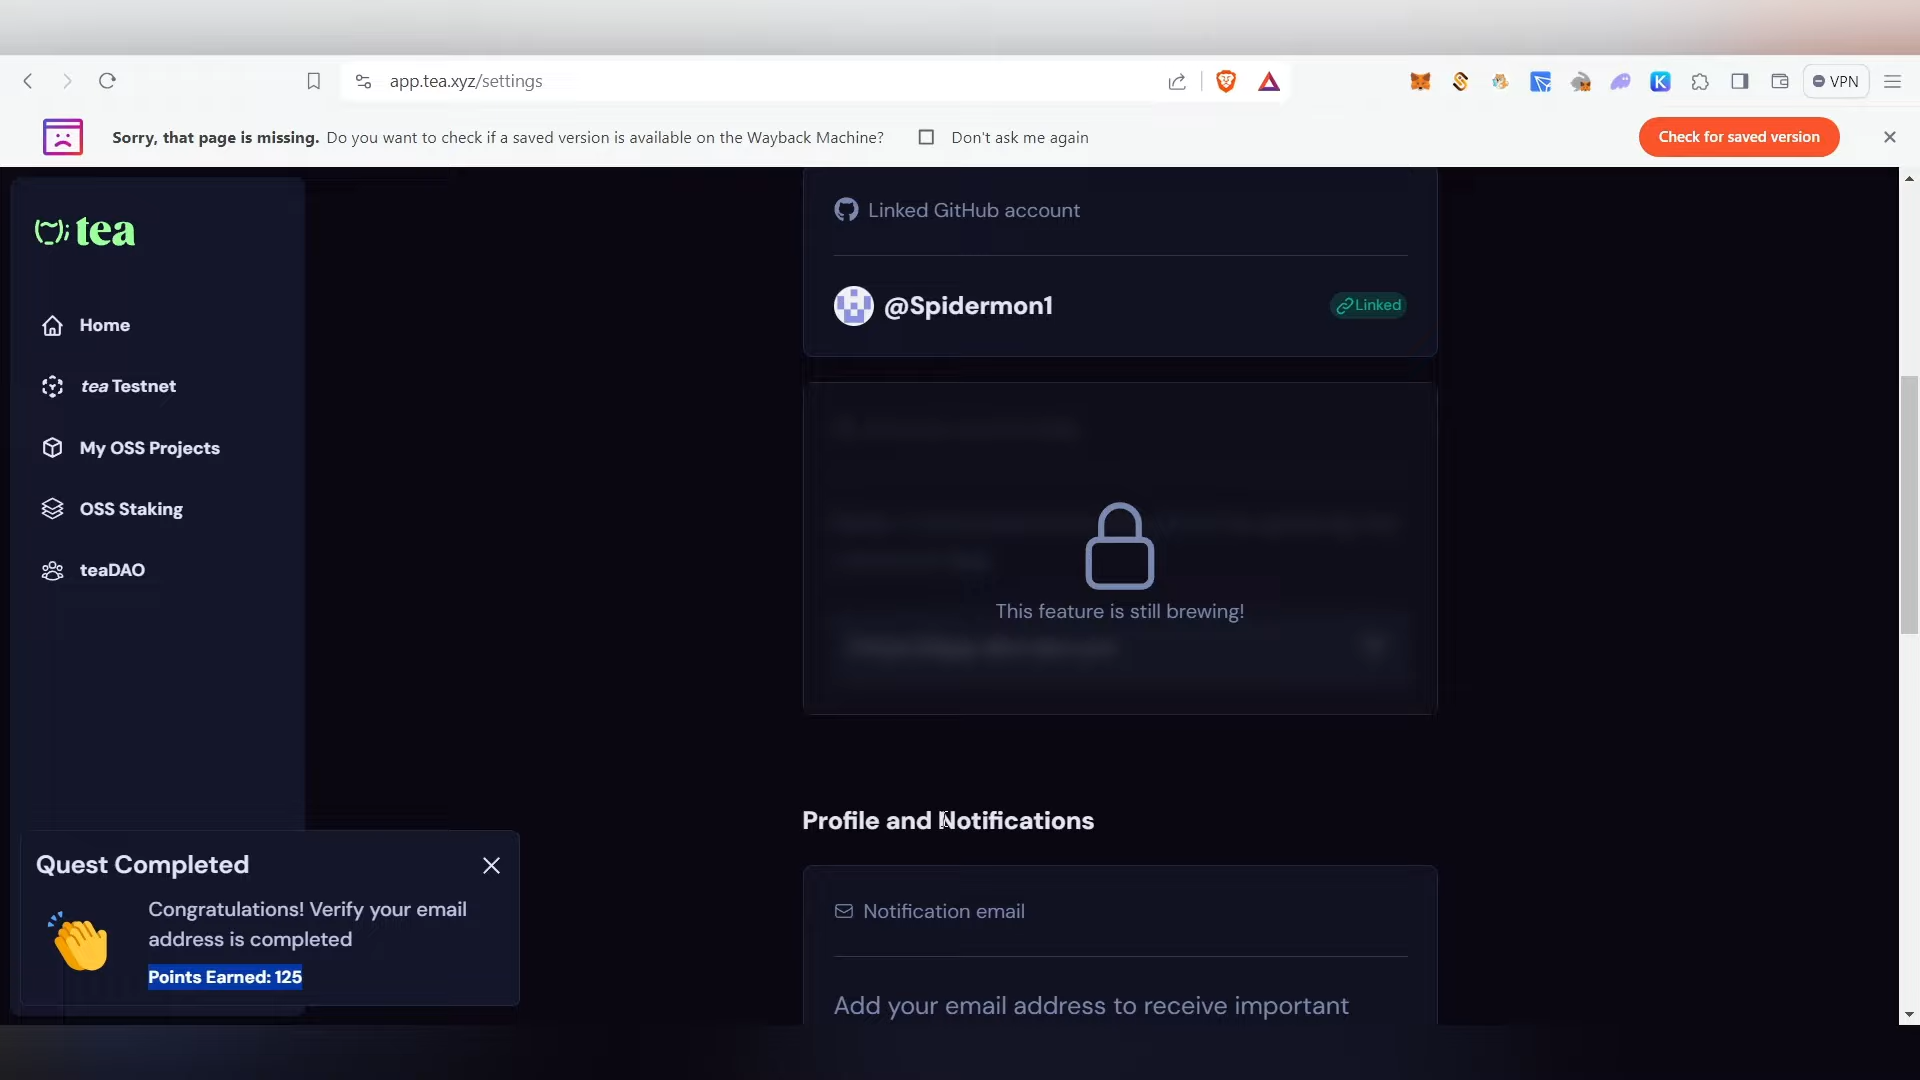 app.tea.xyz/settings
VPN
Sorry, that page is missing. Do you want to check if a saved version is available on the Wayback Machine?
Don't ask me again
Check for saved version
tea
Home
tea Testnet
My OSS Projects
OSS Staking
teaDAO
Linked GitHub account
@Spidermon1
Linked
This feature is still brewing!
Profile and Notifications
Notification email
Add your email address to receive important
Quest Completed
Congratulations! Verify your email
address is completed
Points Earned: 125